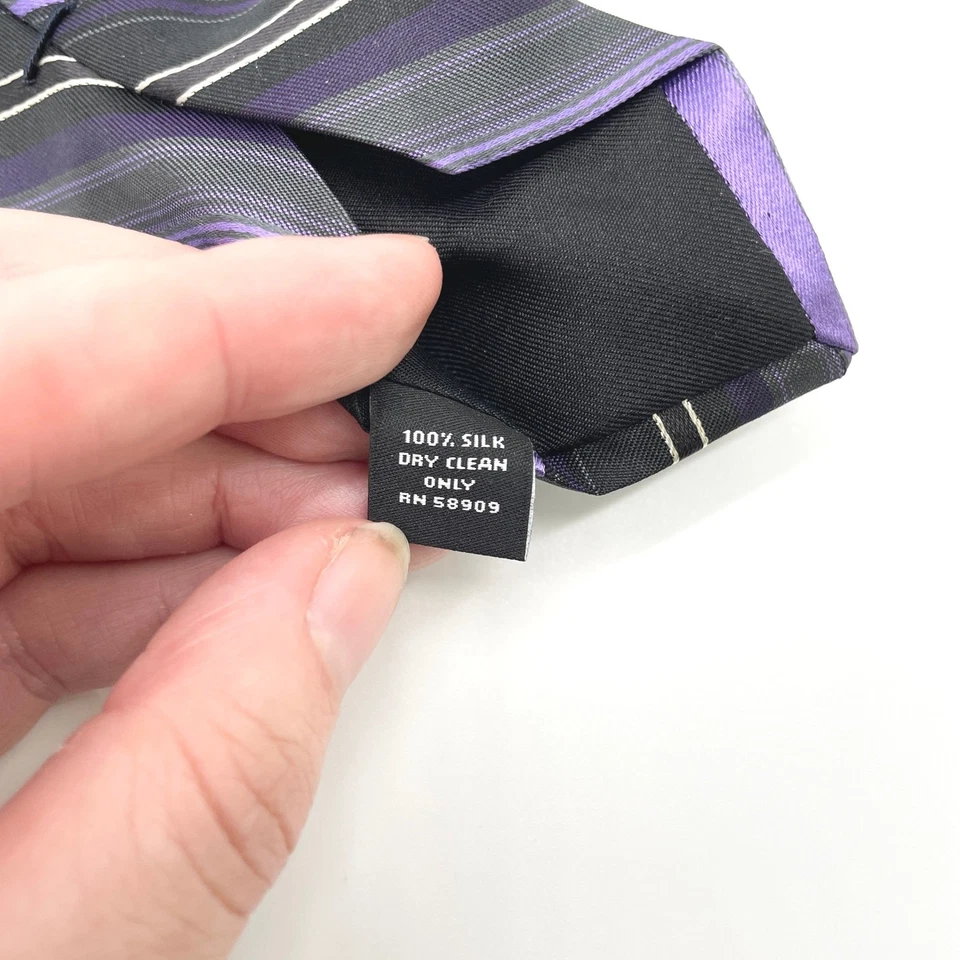 100% SILK
DRY CLEAN
ONLY
RN 58909